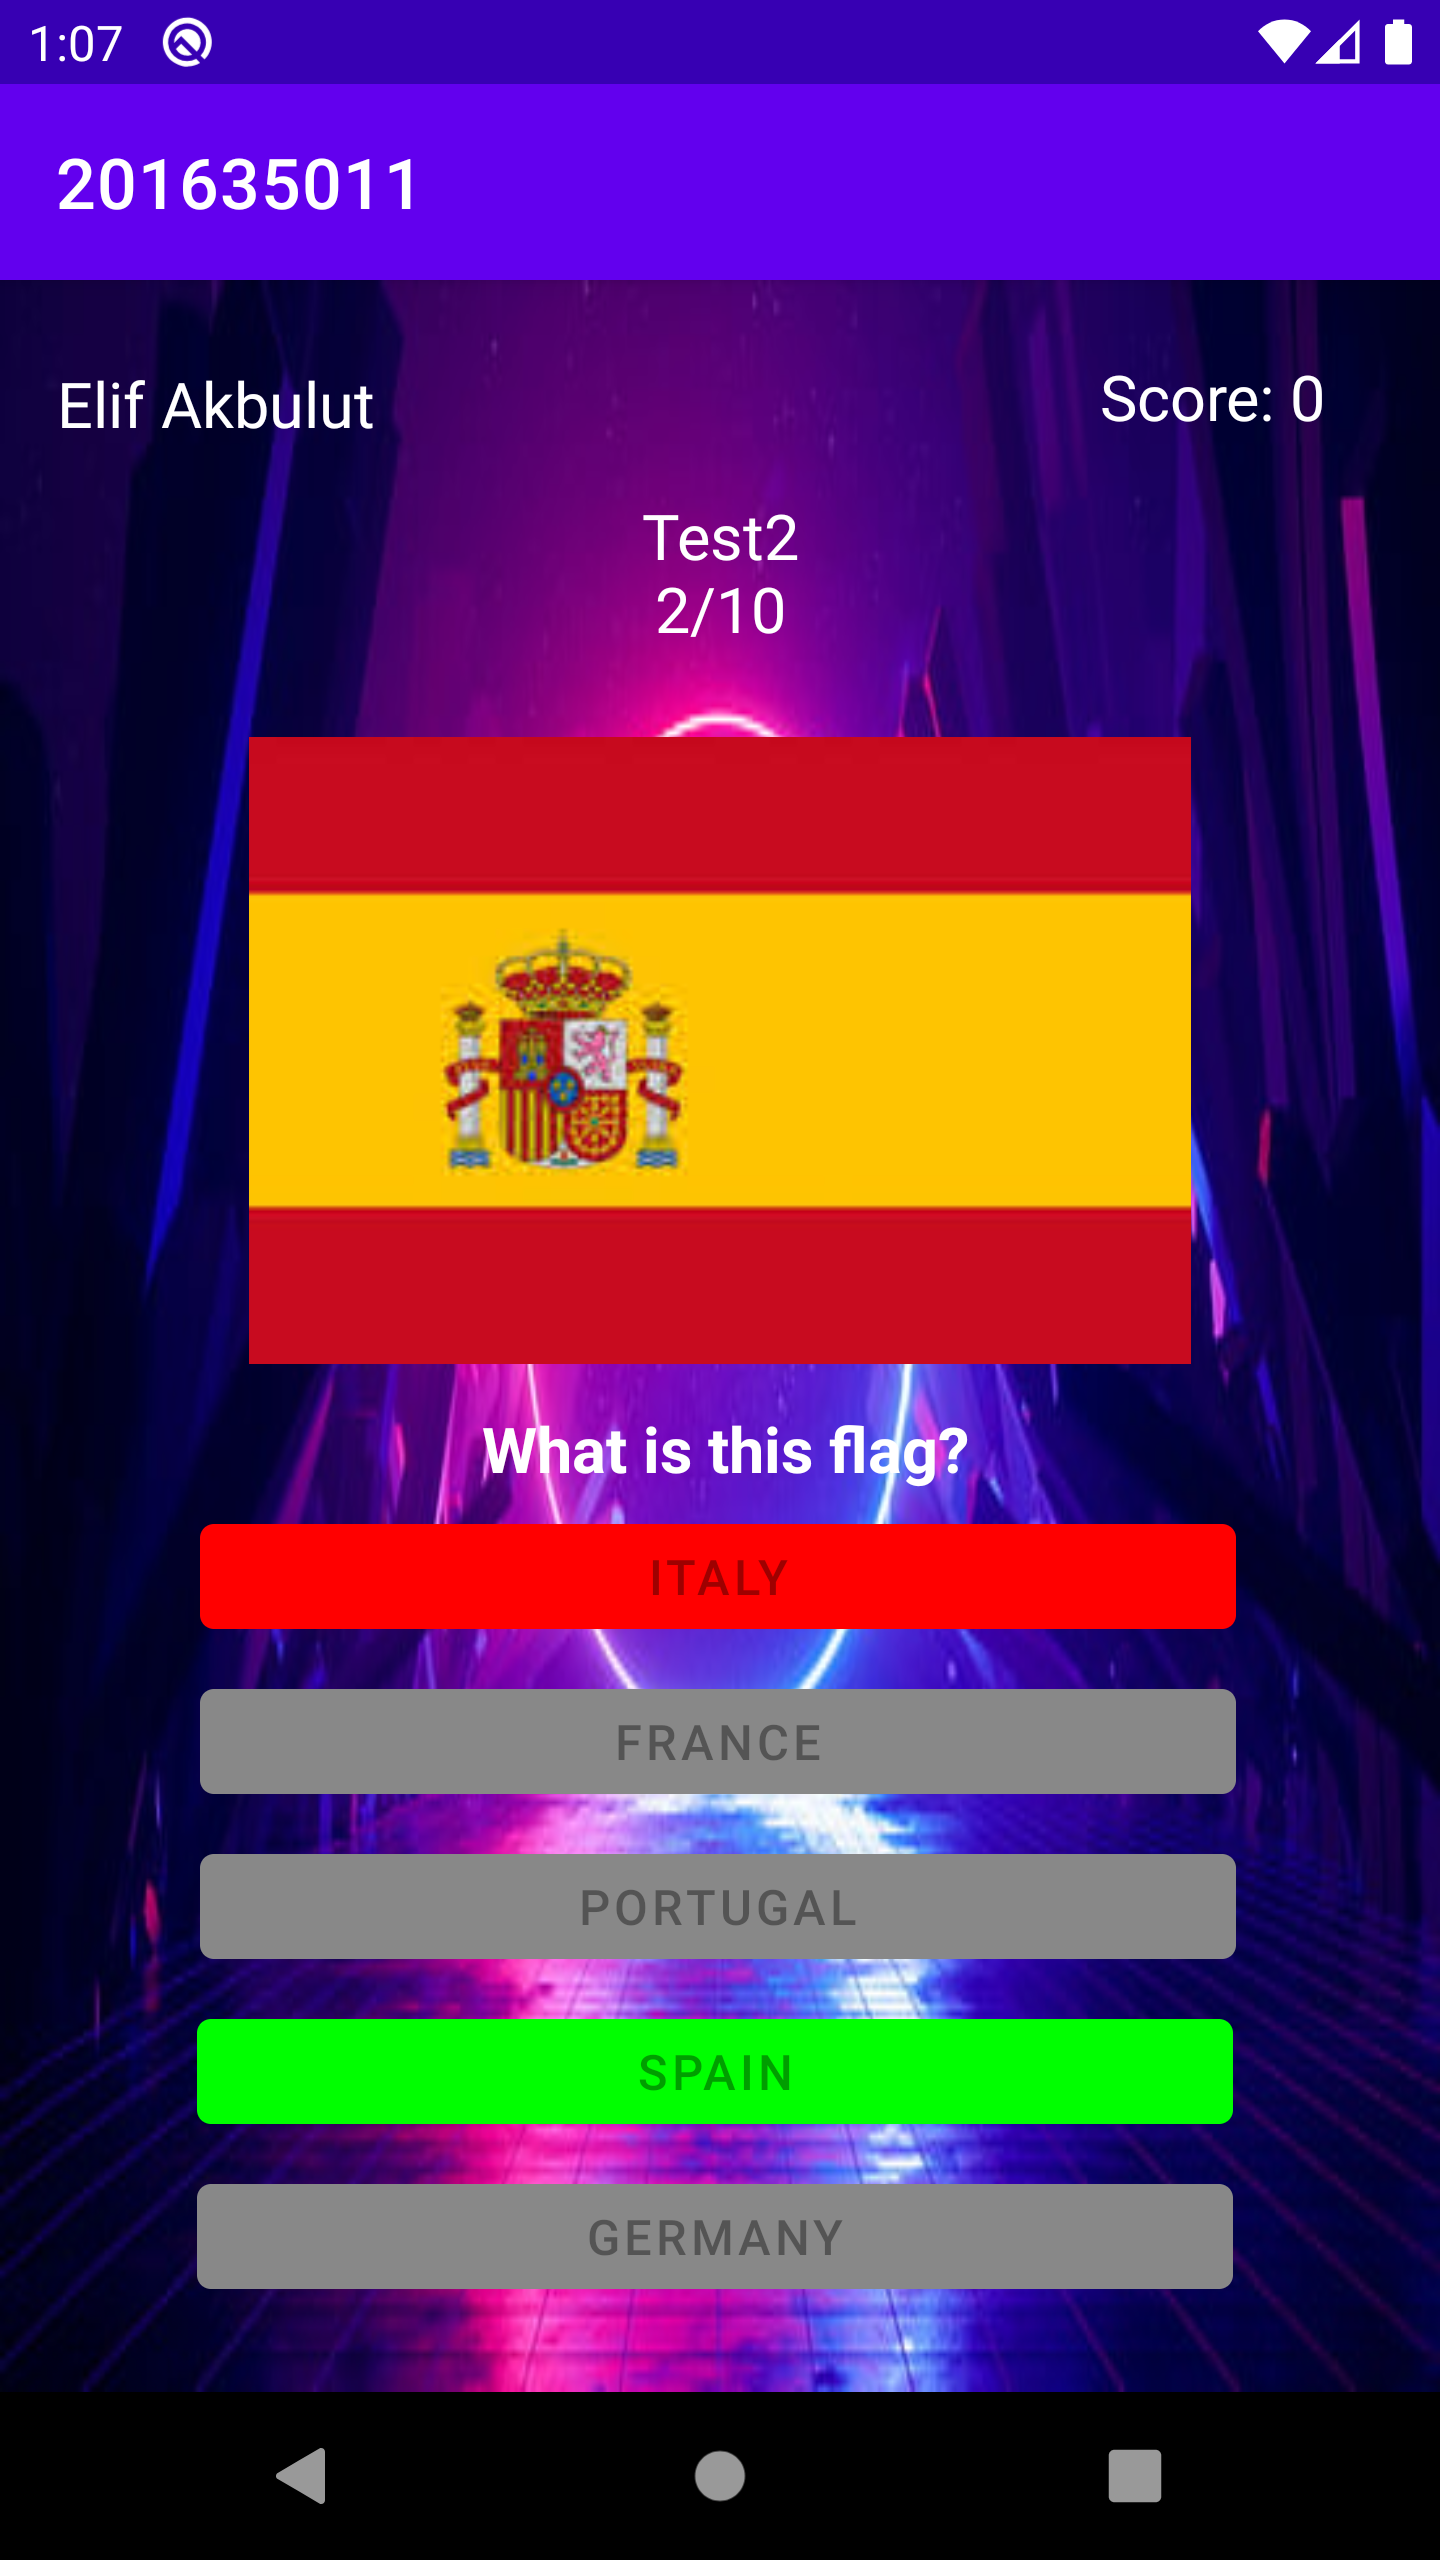 1:07
201635011
Elif Akbulut
Score: 0
Test2
2/10
What is this flag?
ITALY
FRANCE
PORTUGAL
SPAIN
GERMANY